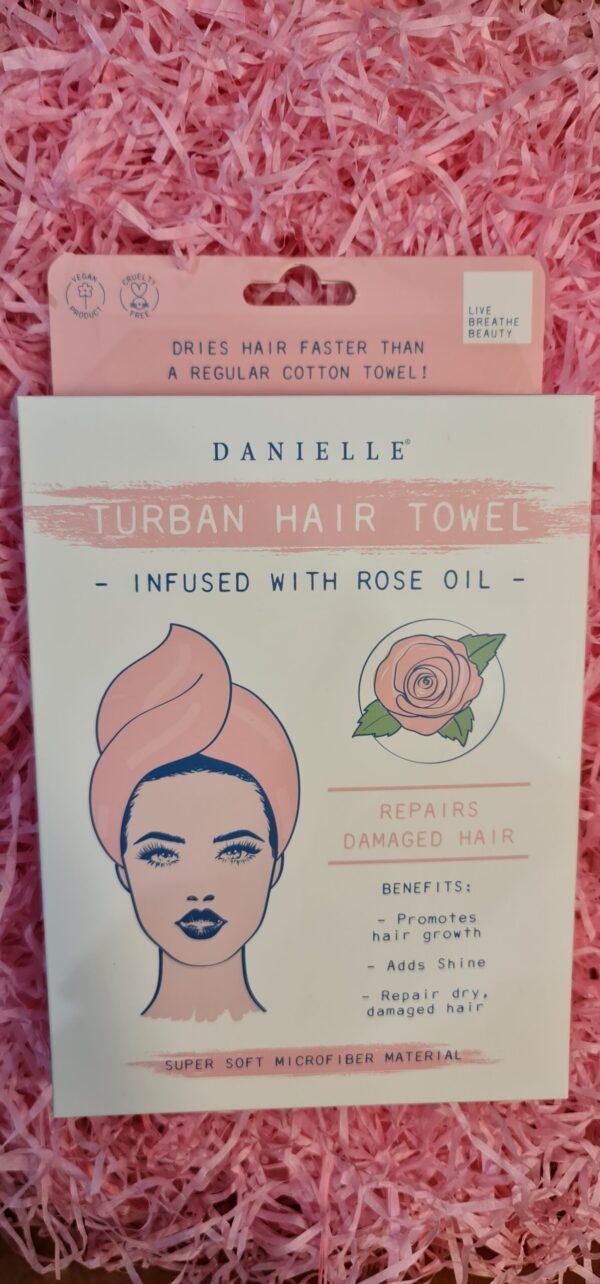 VEGAN PRODUCT
CRUELTY FREE
LIVE
BREATHE
BEAUTY
DRIES HAIR FASTER THAN
A REGULAR COTTON TOWEL!
DANIELLE®
TURBAN HAIR TOWEL
- INFUSED WITH ROSE OIL -
REPAIRS
DAMAGED HAIR
BENEFITS:
- Promotes
hair growth
- Adds Shine
- Repair dry,
damaged hair
SUPER SOFT MICROFIBER MATERIAL